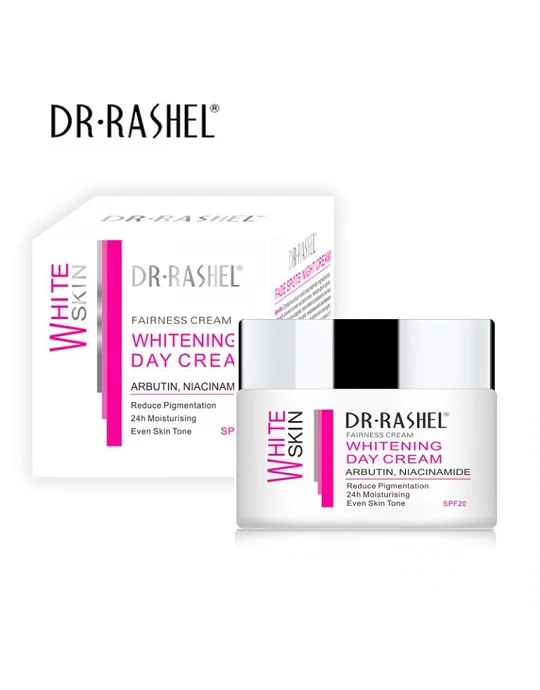 DR·RASHEL®
DR·RASHEL
DR·RASHEL®
WHITE
SKIN
FAIRNESS CREAM
WHITENING
DAY CREA
ARBUTIN, NIACINAM
Reduce Pigmentation
24h Moisturising
Even Skin Tone
SP
DR·RASHEL
FADE SPOTS NIGHT CREAM
WHITE
SKIN
DR·RASHEL®
FAIRNESS CREAM
WHITENING
DAY CREAM
ARBUTIN, NIACINAMIDE
Reduce Pigmentation
24h Moisturising
Even Skin Tone
SPF20